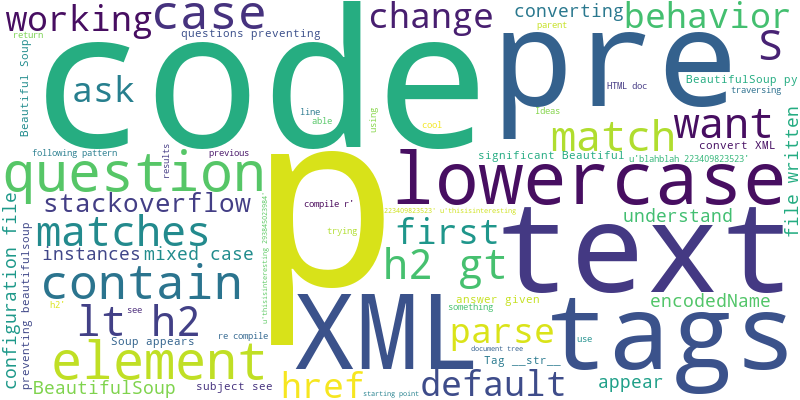 working
case
change
converting
behavior
return
questions preventing
parent
S
code
pre
Beautiful Soup
ask
line
able
using
cool
HTML doc
BeautifulSoup py
traversing
Ideas
want
match
convert XML
following pattern
results
previous
p
lowercase
significant Beautiful
u'blahblah 223409823523'
file written
question
stackoverflow
compile r'
223409823523' u'thisisinteresting
matches
trying
first
text
understand
instances
mixed case
u'thisisinteresting 293845023984'
h2 gt
configuration file
preventing beautifulsoup
contain
XML
tags
answer given
encodedName
h2'
see
something
lt h2
parse
Soup appears
re compile
document tree
use
element
Tag __str__
BeautifulSoup
subject see
href
starting point
default
appear